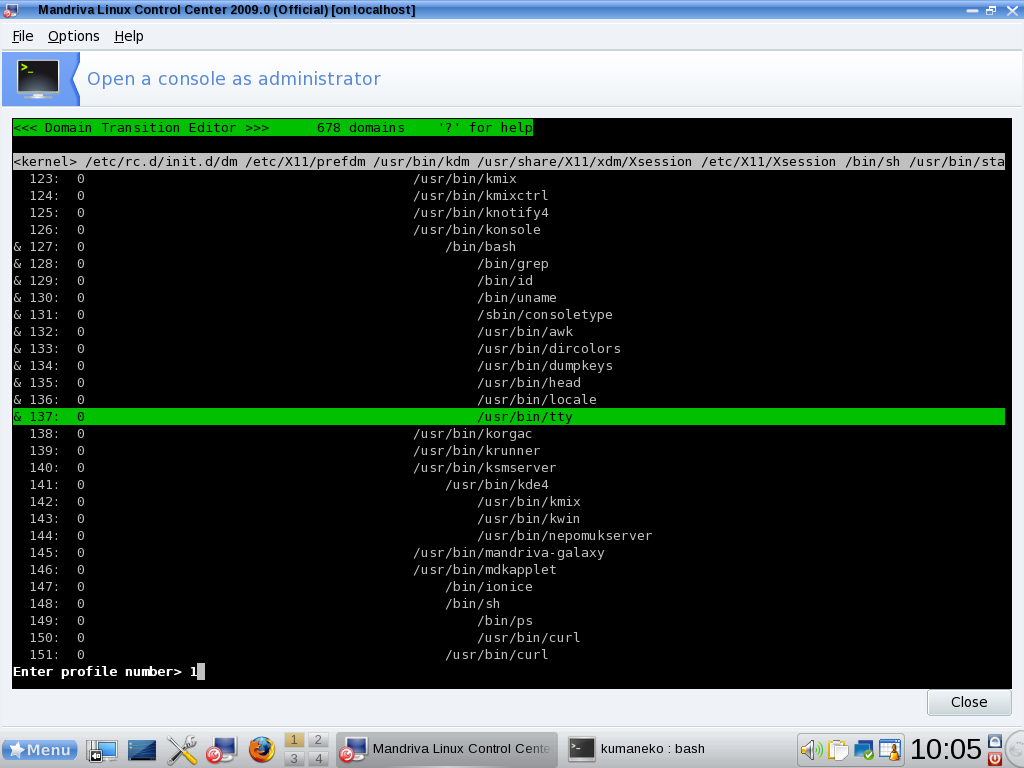 Mandriva Linux Control Center 2009.0 (Official) [on localhost]
File Options Help
Open a console as administrator
<<< Domain Transition Editor >>>      678 domains    '?' for help
<kernel> /etc/rc.d/init.d/dm /etc/X11/prefdm /usr/bin/kdm /usr/share/X11/xdm/Xsession /etc/X11/Xsession /bin/sh /usr/bin/sta
123: 0 /usr/bin/kmix
124: 0 /usr/bin/kmixctrl
125: 0 /usr/bin/knotify4
126: 0 /usr/bin/konsole
& 127: 0 /bin/bash
& 128: 0 /bin/grep
& 129: 0 /bin/id
& 130: 0 /bin/uname
& 131: 0 /sbin/consoletype
& 132: 0 /usr/bin/awk
& 133: 0 /usr/bin/dircolors
& 134: 0 /usr/bin/dumpkeys
& 135: 0 /usr/bin/head
& 136: 0 /usr/bin/locale
& 137: 0 /usr/bin/tty
138: 0 /usr/bin/korgac
139: 0 /usr/bin/krunner
140: 0 /usr/bin/ksmserver
141: 0 /usr/bin/kde4
142: 0 /usr/bin/kmix
143: 0 /usr/bin/kwin
144: 0 /usr/bin/nepomukserver
145: 0 /usr/bin/mandriva-galaxy
146: 0 /usr/bin/mdkapplet
147: 0 /bin/ionice
148: 0 /bin/sh
149: 0 /bin/ps
150: 0 /usr/bin/curl
151: 0 /usr/bin/curl
Enter profile number> 1
Close
Menu 1 2 3 4 Mandriva Linux Control Cente kumaneko : bash 10:05